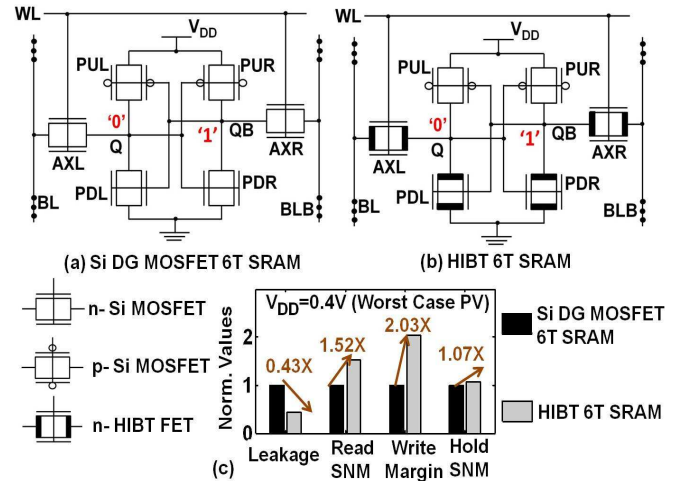 WL
V_DD
PUL
PUR
'0'
Q
'1'
QB
AXL
AXR
PDL
PDR
BL
BLB
(a) Si DG MOSFET 6T SRAM
WL
V_DD
PUL
PUR
'0'
Q
'1'
QB
AXL
AXR
PDL
PDR
BL
BLB
(b) HIBT 6T SRAM
n- Si MOSFET
p- Si MOSFET
n- HIBT FET
V_DD=0.4V (Worst Case PV)
Norm. Values
2
1
0
0.43X
1.52X
2.03X
1.07X
Leakage
Read
SNM
Write
Margin
Hold
SNM
(c)
Si DG MOSFET
6T SRAM
HIBT 6T SRAM